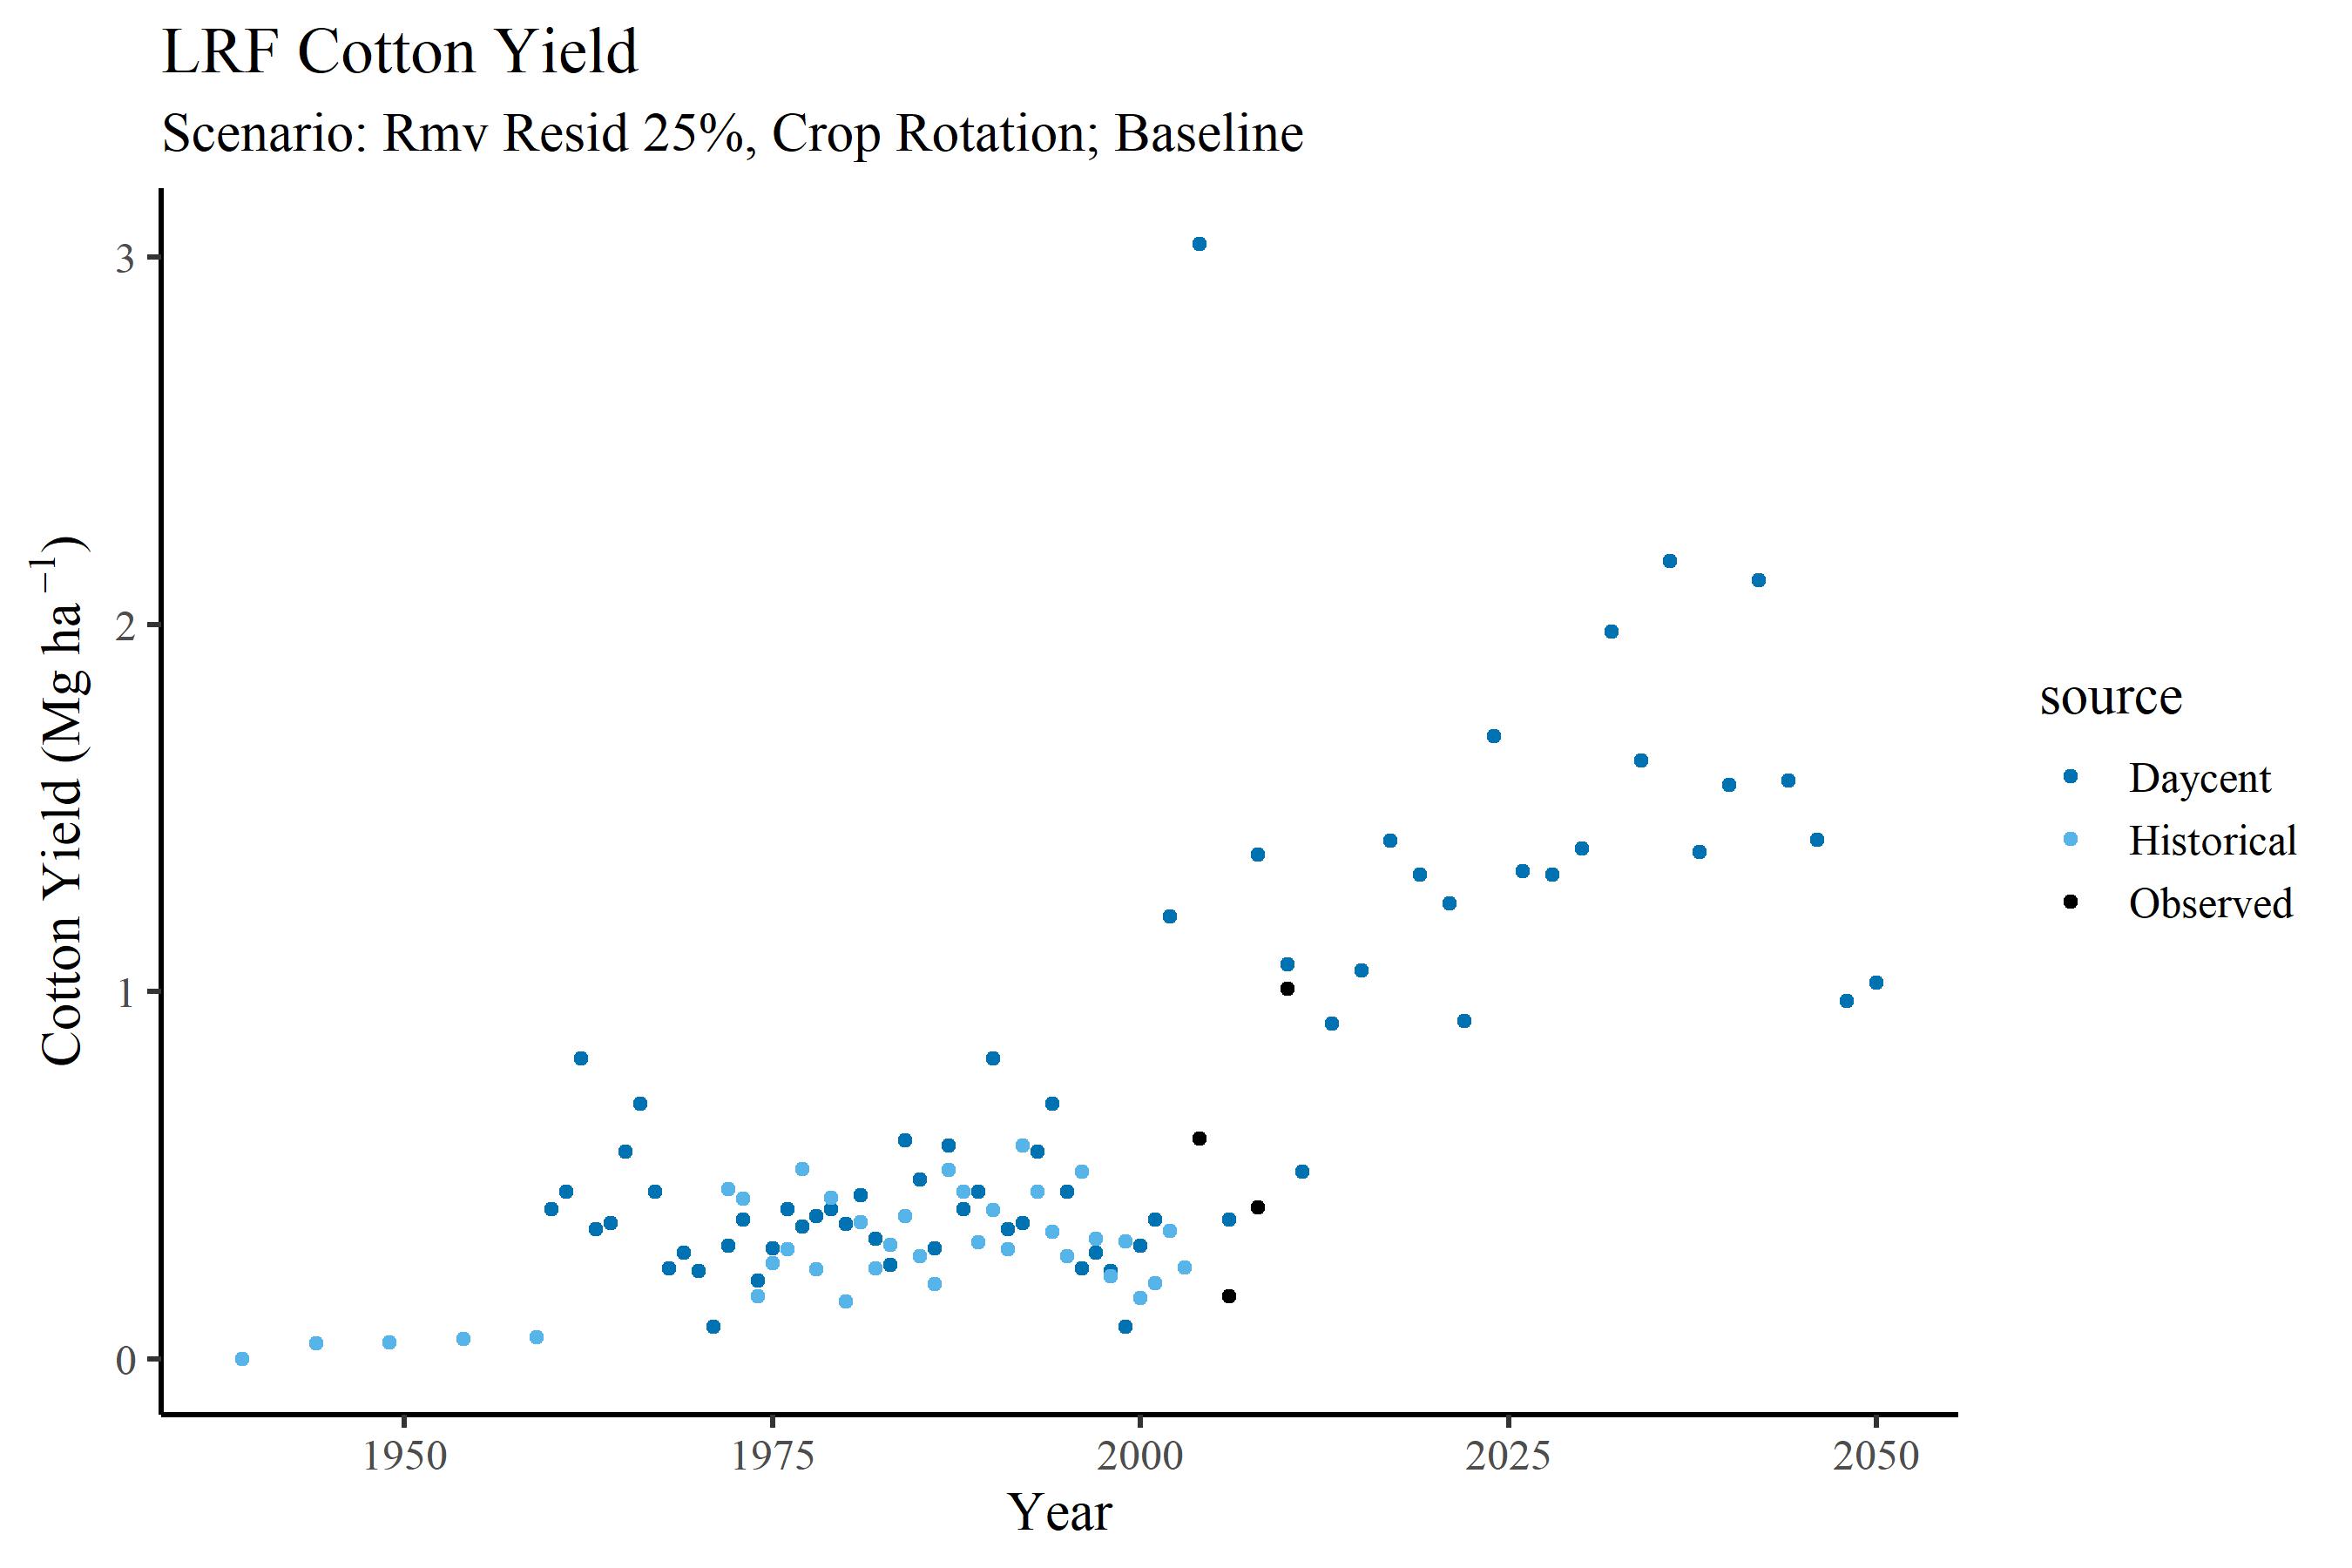 LRF Cotton Yield
Scenario: Rmv Resid 25%, Crop Rotation; Baseline
Cotton Yield (Mg ha⁻¹)
3
2
1
0
1950 1975 2000 2025 2050
Year
source
Daycent
Historical
Observed